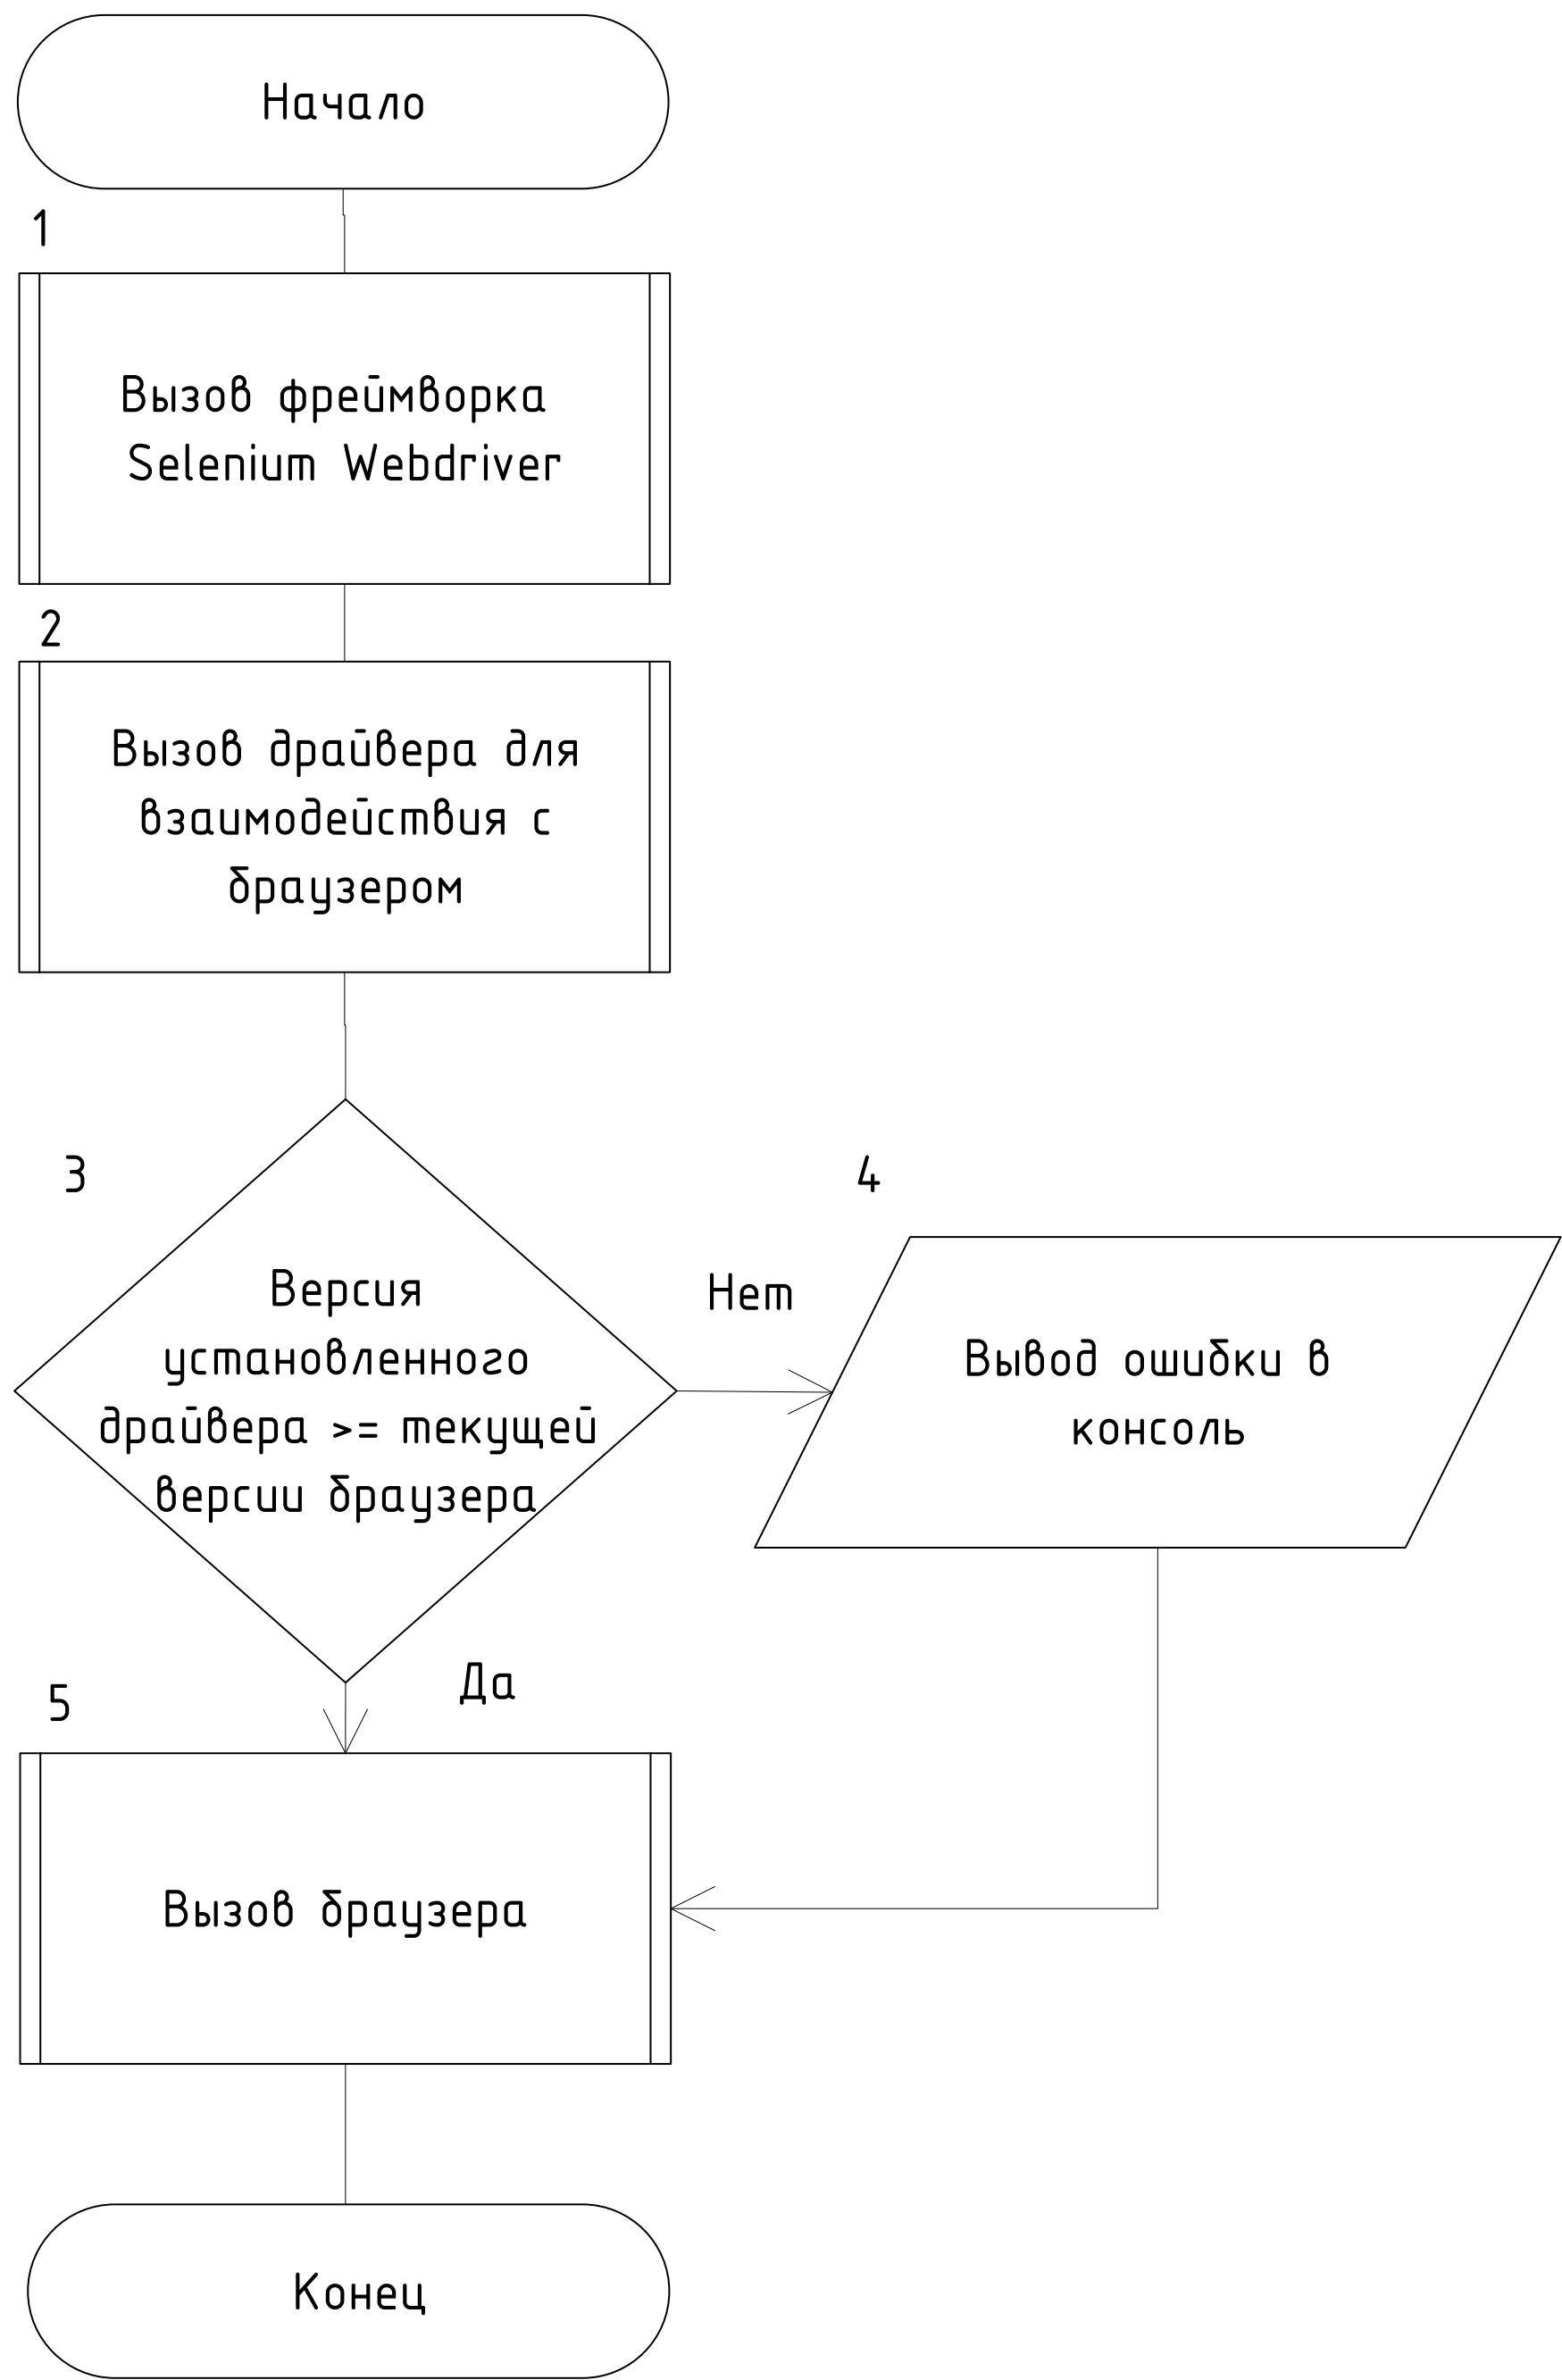 Начало
1
Вызов фреймворка
Selenium Webdriver
2
Вызов драйвера для
взаимодействия с
браузером
3
Версия
установленного
драйвера >= текущей
версии браузера
Нет
4
Вывод ошибки в
консоль
Да
5
Вызов браузера
Конец